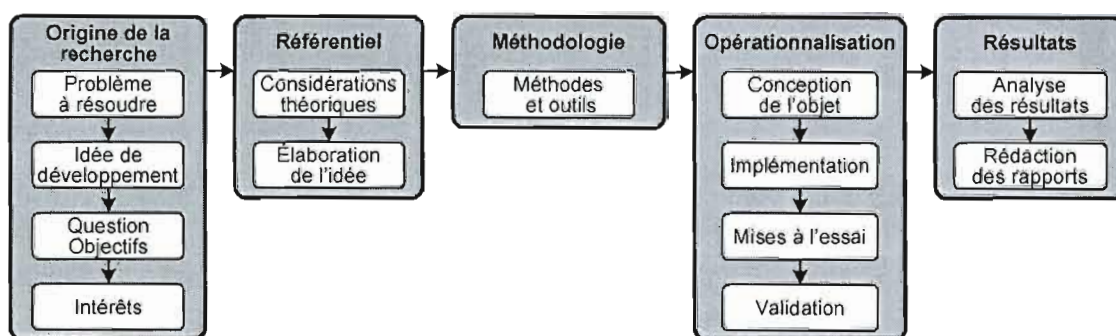 Origine de la
recherche
Problème
à résoudre
Idée de
développement
Question
Objectifs
Intérêts
Référentiel
Considérations
théoriques
Élaboration
de l'idée
Méthodologie
Méthodes
et outils
Opérationnalisation
Conception
de l'objet
Implémentation
Mises à l'essai
Validation
Résultats
Analyse
des résultats
Rédaction
des rapports